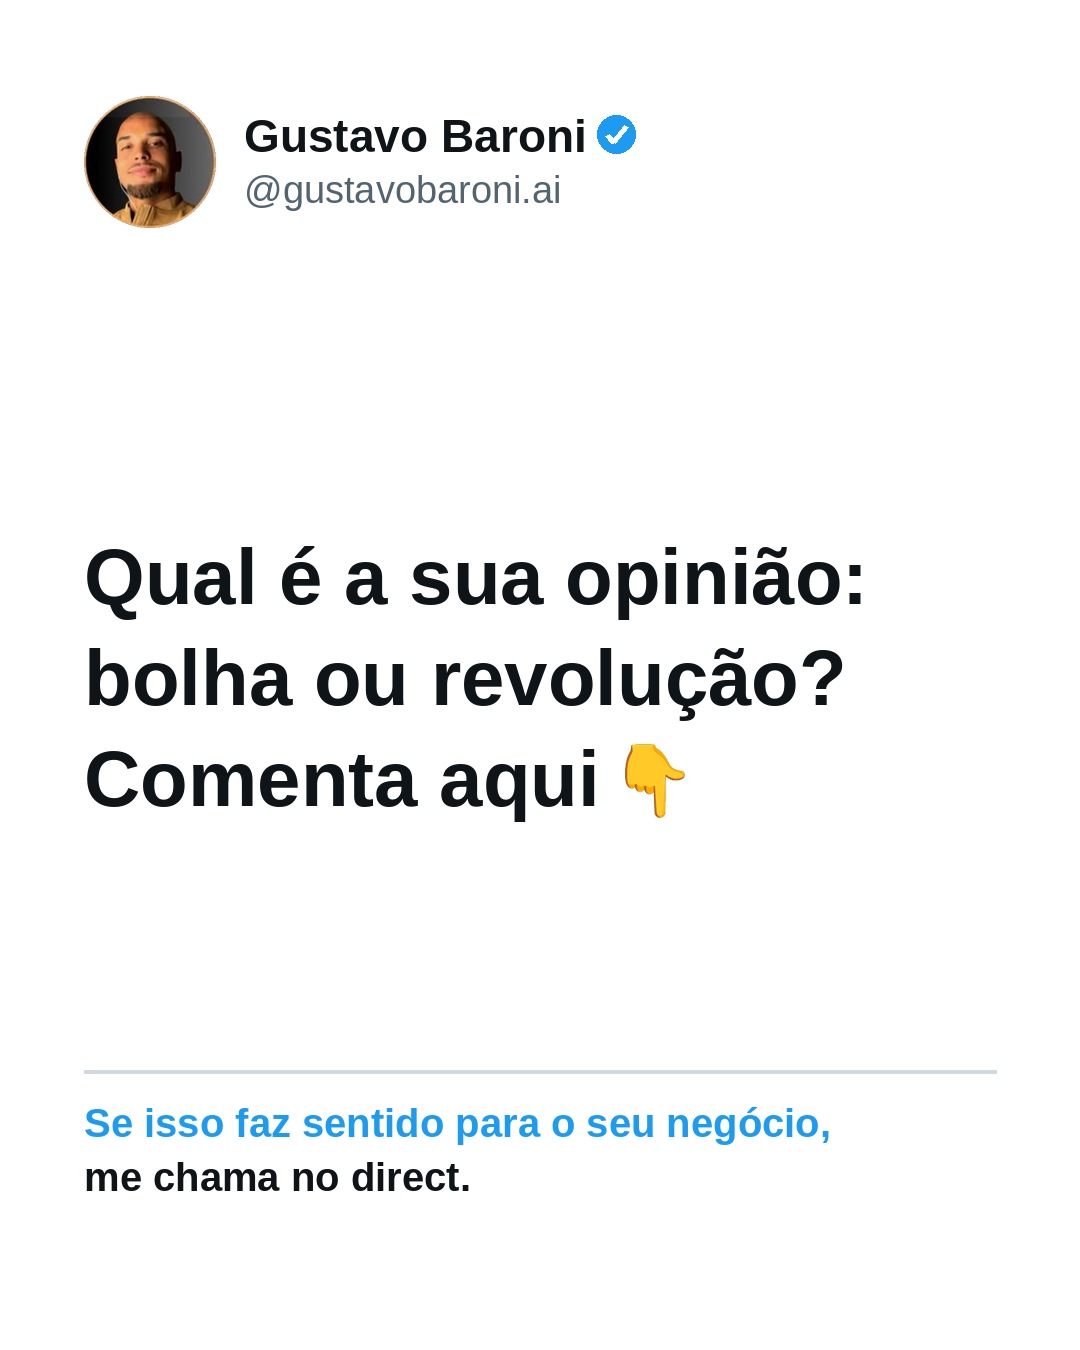 Gustavo Baroni
@gustavobaroni.ai
Qual é a sua opinião:
bolha ou revolução?
Comenta aqui 👇
Se isso faz sentido para o seu negócio,
me chama no direct.